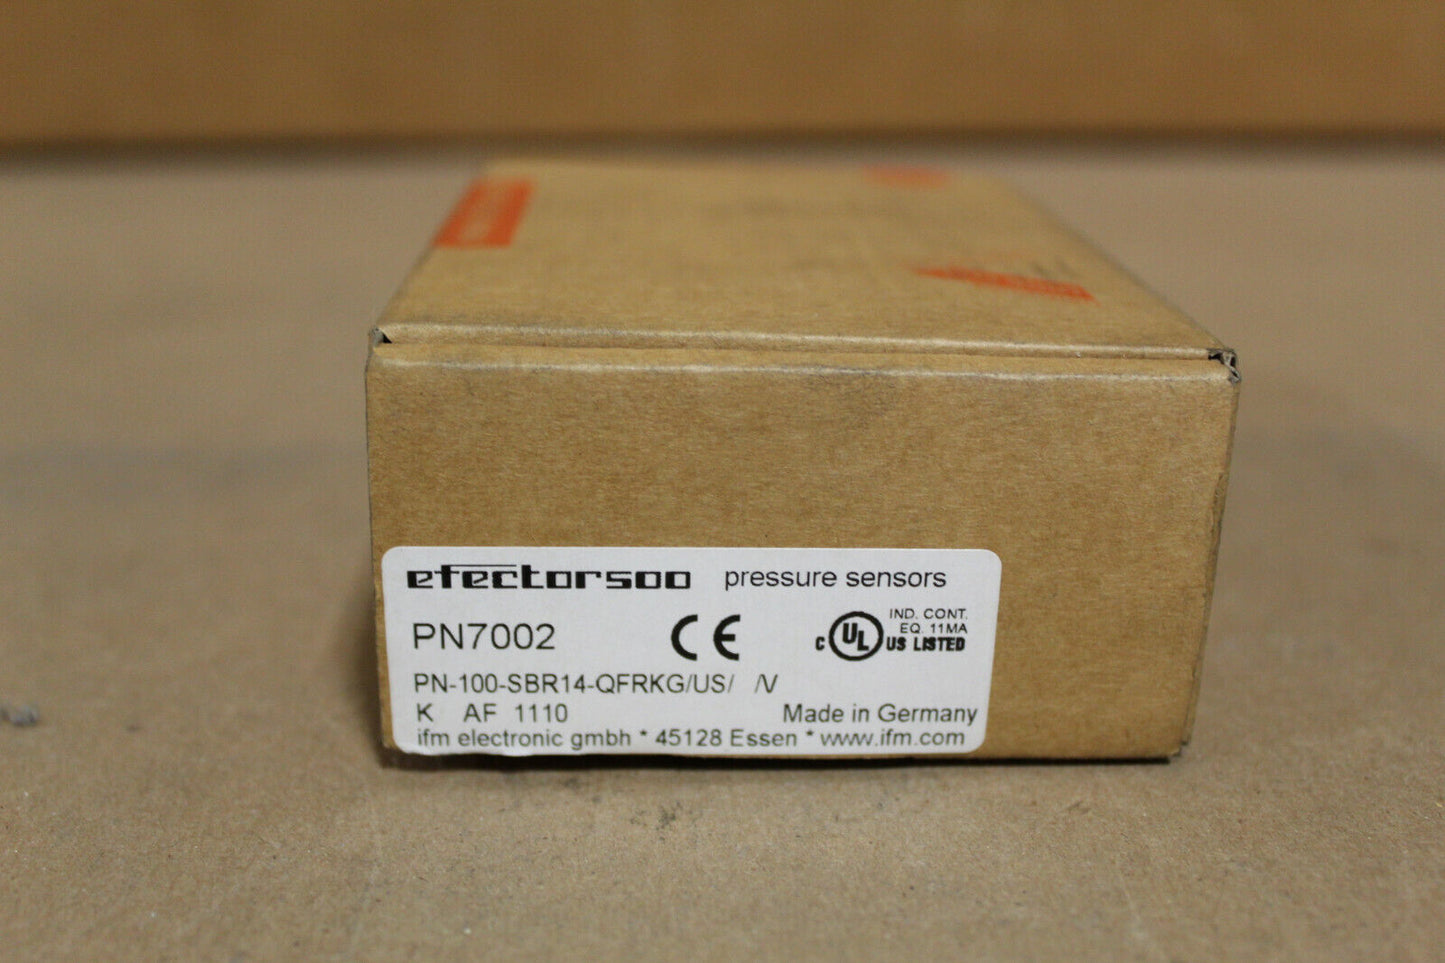 efector500 pressure sensors
PN7002
CE
c UL US LISTED
IND. CONT.
EQ. 11MA
PN-100-SBR14-QFRKG/US/ /V
K AF 1110 Made in Germany
ifm electronic gmbh * 45128 Essen * www.ifm.com